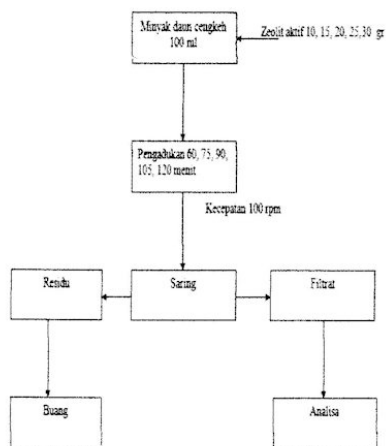 Minyak daun cengkeh
100 ml
Zeolit aktif 10, 15, 20, 25,30 gr
Pengadukan 60, 75, 90,
105, 120 menit
Kecepatan 100 rpm
Rendu
Saring
Filtrat
Buang
Analisa